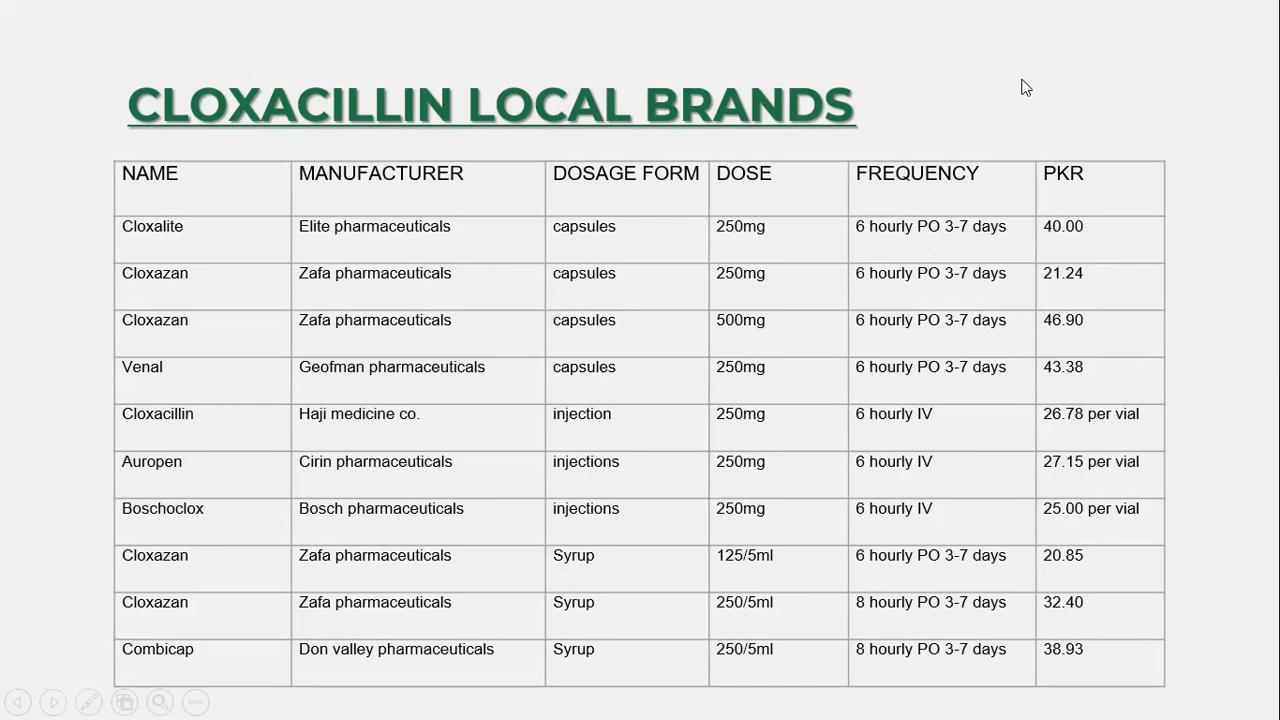 CLOXACILLIN LOCAL BRANDS
NAME MANUFACTURER DOSAGE FORM DOSE FREQUENCY PKR
Cloxalite Elite pharmaceuticals capsules 250mg 6 hourly PO 3-7 days 40.00
Cloxazan Zafa pharmaceuticals capsules 250mg 6 hourly PO 3-7 days 21.24
Cloxazan Zafa pharmaceuticals capsules 500mg 6 hourly PO 3-7 days 46.90
Venal Geofman pharmaceuticals capsules 250mg 6 hourly PO 3-7 days 43.38
Cloxacillin Haji medicine co. injection 250mg 6 hourly IV 26.78 per vial
Auropen Cirin pharmaceuticals injections 250mg 6 hourly IV 27.15 per vial
Boschoclox Bosch pharmaceuticals injections 250mg 6 hourly IV 25.00 per vial
Cloxazan Zafa pharmaceuticals Syrup 125/5ml 6 hourly PO 3-7 days 20.85
Cloxazan Zafa pharmaceuticals Syrup 250/5ml 8 hourly PO 3-7 days 32.40
Combicap Don valley pharmaceuticals Syrup 250/5ml 8 hourly PO 3-7 days 38.93